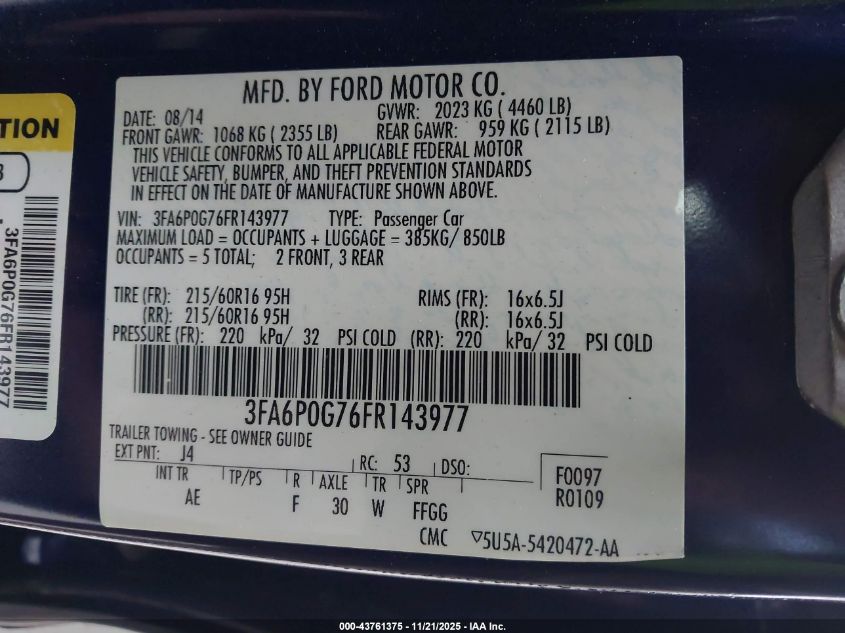 TION
3
3FA6P0G76FR143977
MFD. BY FORD MOTOR CO.
DATE: 08/14 GVWR: 2023 KG ( 4460 LB)
FRONT GAWR: 1068 KG ( 2355 LB) REAR GAWR: 959 KG ( 2115 LB)
THIS VEHICLE CONFORMS TO ALL APPLICABLE FEDERAL MOTOR
VEHICLE SAFETY, BUMPER, AND THEFT PREVENTION STANDARDS
IN EFFECT ON THE DATE OF MANUFACTURE SHOWN ABOVE.
VIN: 3FA6P0G76FR143977 TYPE: Passenger Car
MAXIMUM LOAD = OCCUPANTS + LUGGAGE = 385KG/ 850LB
OCCUPANTS = 5 TOTAL; 2 FRONT, 3 REAR
TIRE (FR): 215/60R16 95H RIMS (FR): 16x6.5J
(RR): 215/60R16 95H (RR): 16x6.5J
PRESSURE (FR): 220 kPa/ 32 PSI COLD (RR): 220 kPa/ 32 PSI COLD
3FA6P0G76FR143977
TRAILER TOWING - SEE OWNER GUIDE
EXT PNT: J4 RC: 53 DSO:
INT TR TP/PS R AXLE TR SPR
AE F 30 W FFGG
F0097
R0109
CMC ▽5U5A-5420472-AA
000-43761375 - 11/21/2025 - IAA Inc.